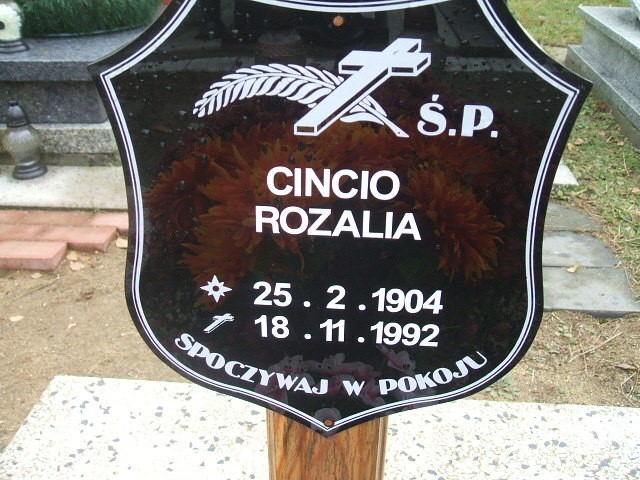 Ś.P.
CINCIO
ROZALIA
25.2.1904
18.11.1992
SPOCZYWAJ W POKOJU